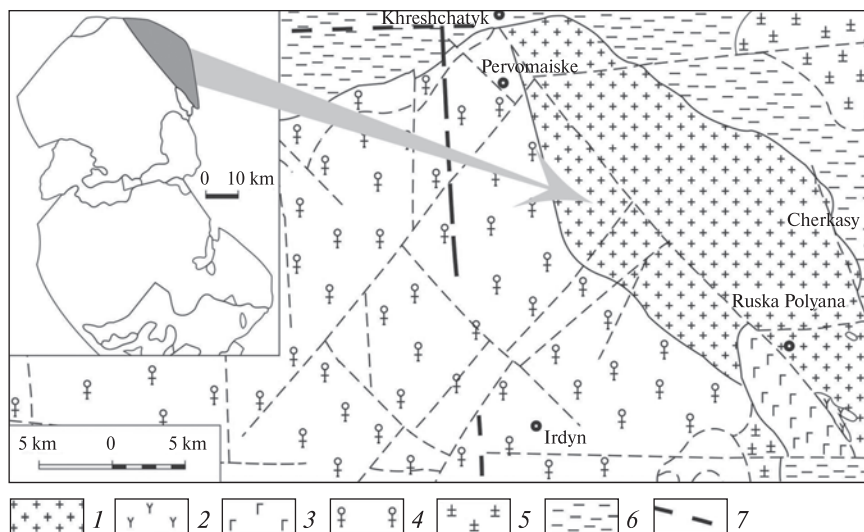 Khreshchatyk
Pervomaiske
0 10 km
Cherkasy
Ruska Polyana
Irdyn
5 km 0 5 km
1 2 3 4 5 6 7